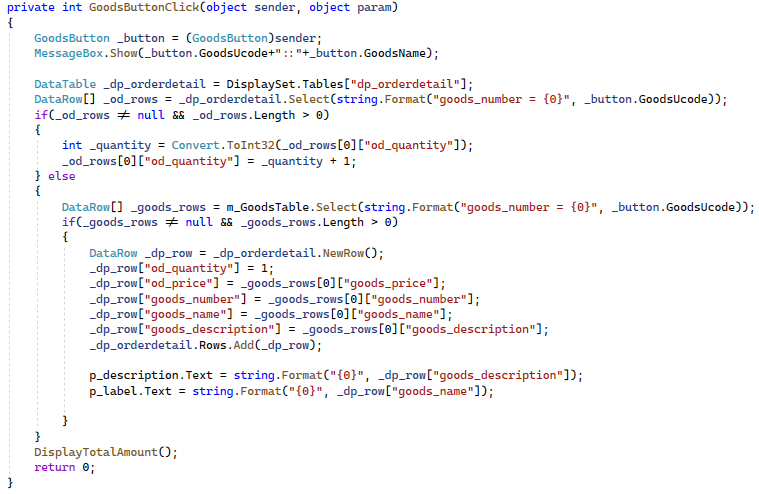 private int GoodsButtonClick(object sender, object param)
{
    GoodsButton _button = (GoodsButton)sender;
    MessageBox.Show(_button.GoodsUcode+"::"+_button.GoodsName);

    DataTable _dp_orderdetail = DisplaySet.Tables["dp_orderdetail"];
    DataRow[] _od_rows = _dp_orderdetail.Select(string.Format("goods_number = {0}", _button.GoodsUcode));
    if(_od_rows ≠ null && _od_rows.Length > 0)
    {
        int _quantity = Convert.ToInt32(_od_rows[0]["od_quantity"]);
        _od_rows[0]["od_quantity"] = _quantity + 1;
    } else
    {
        DataRow[] _goods_rows = m_GoodsTable.Select(string.Format("goods_number = {0}", _button.GoodsUcode));
        if(_goods_rows ≠ null && _goods_rows.Length > 0)
        {
            DataRow _dp_row = _dp_orderdetail.NewRow();
            _dp_row["od_quantity"] = 1;
            _dp_row["od_price"] = _goods_rows[0]["goods_price"];
            _dp_row["goods_number"] = _goods_rows[0]["goods_number"];
            _dp_row["goods_name"] = _goods_rows[0]["goods_name"];
            _dp_row["goods_description"] = _goods_rows[0]["goods_description"];
            _dp_orderdetail.Rows.Add(_dp_row);

            p_description.Text = string.Format("{0}", _dp_row["goods_description"]);
            p_label.Text = string.Format("{0}", _dp_row["goods_name"]);

        }
    }
    DisplayTotalAmount();
    return 0;
}